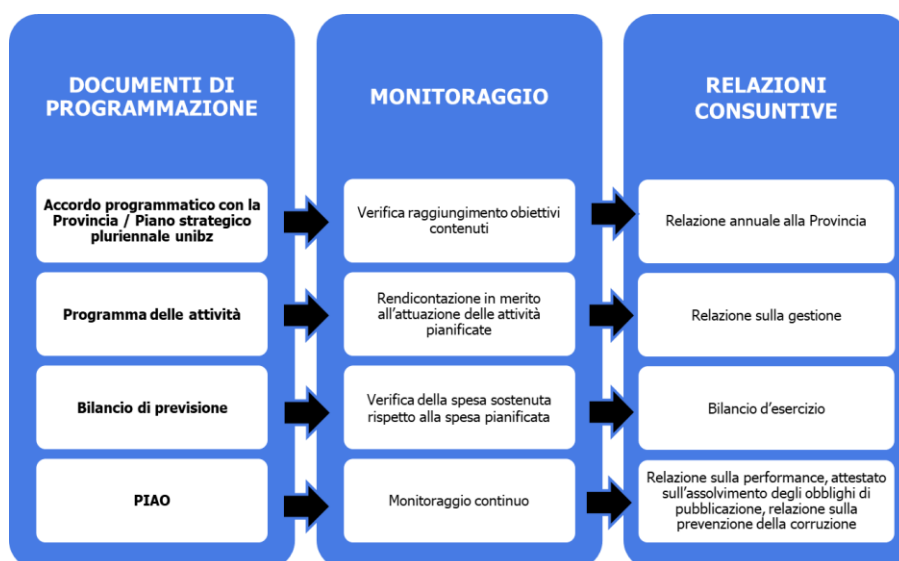 DOCUMENTI DI
PROGRAMMAZIONE
MONITORAGGIO
RELAZIONI
CONSUNTIVE
Accordo programmatico con la
Provincia / Piano strategico
pluriennale unibz
Verifica raggiungimento obiettivi
contenuti
Relazione annuale alla Provincia
Programma delle attività
Rendicontazione in merito
all'attuazione delle attività
pianificate
Relazione sulla gestione
Bilancio di previsione
Verifica della spesa sostenuta
rispetto alla spesa pianificata
Bilancio d'esercizio
PIAO
Monitoraggio continuo
Relazione sulla performance, attestato
sull'assolvimento degli obblighi di
pubblicazione, relazione sulla
prevenzione della corruzione